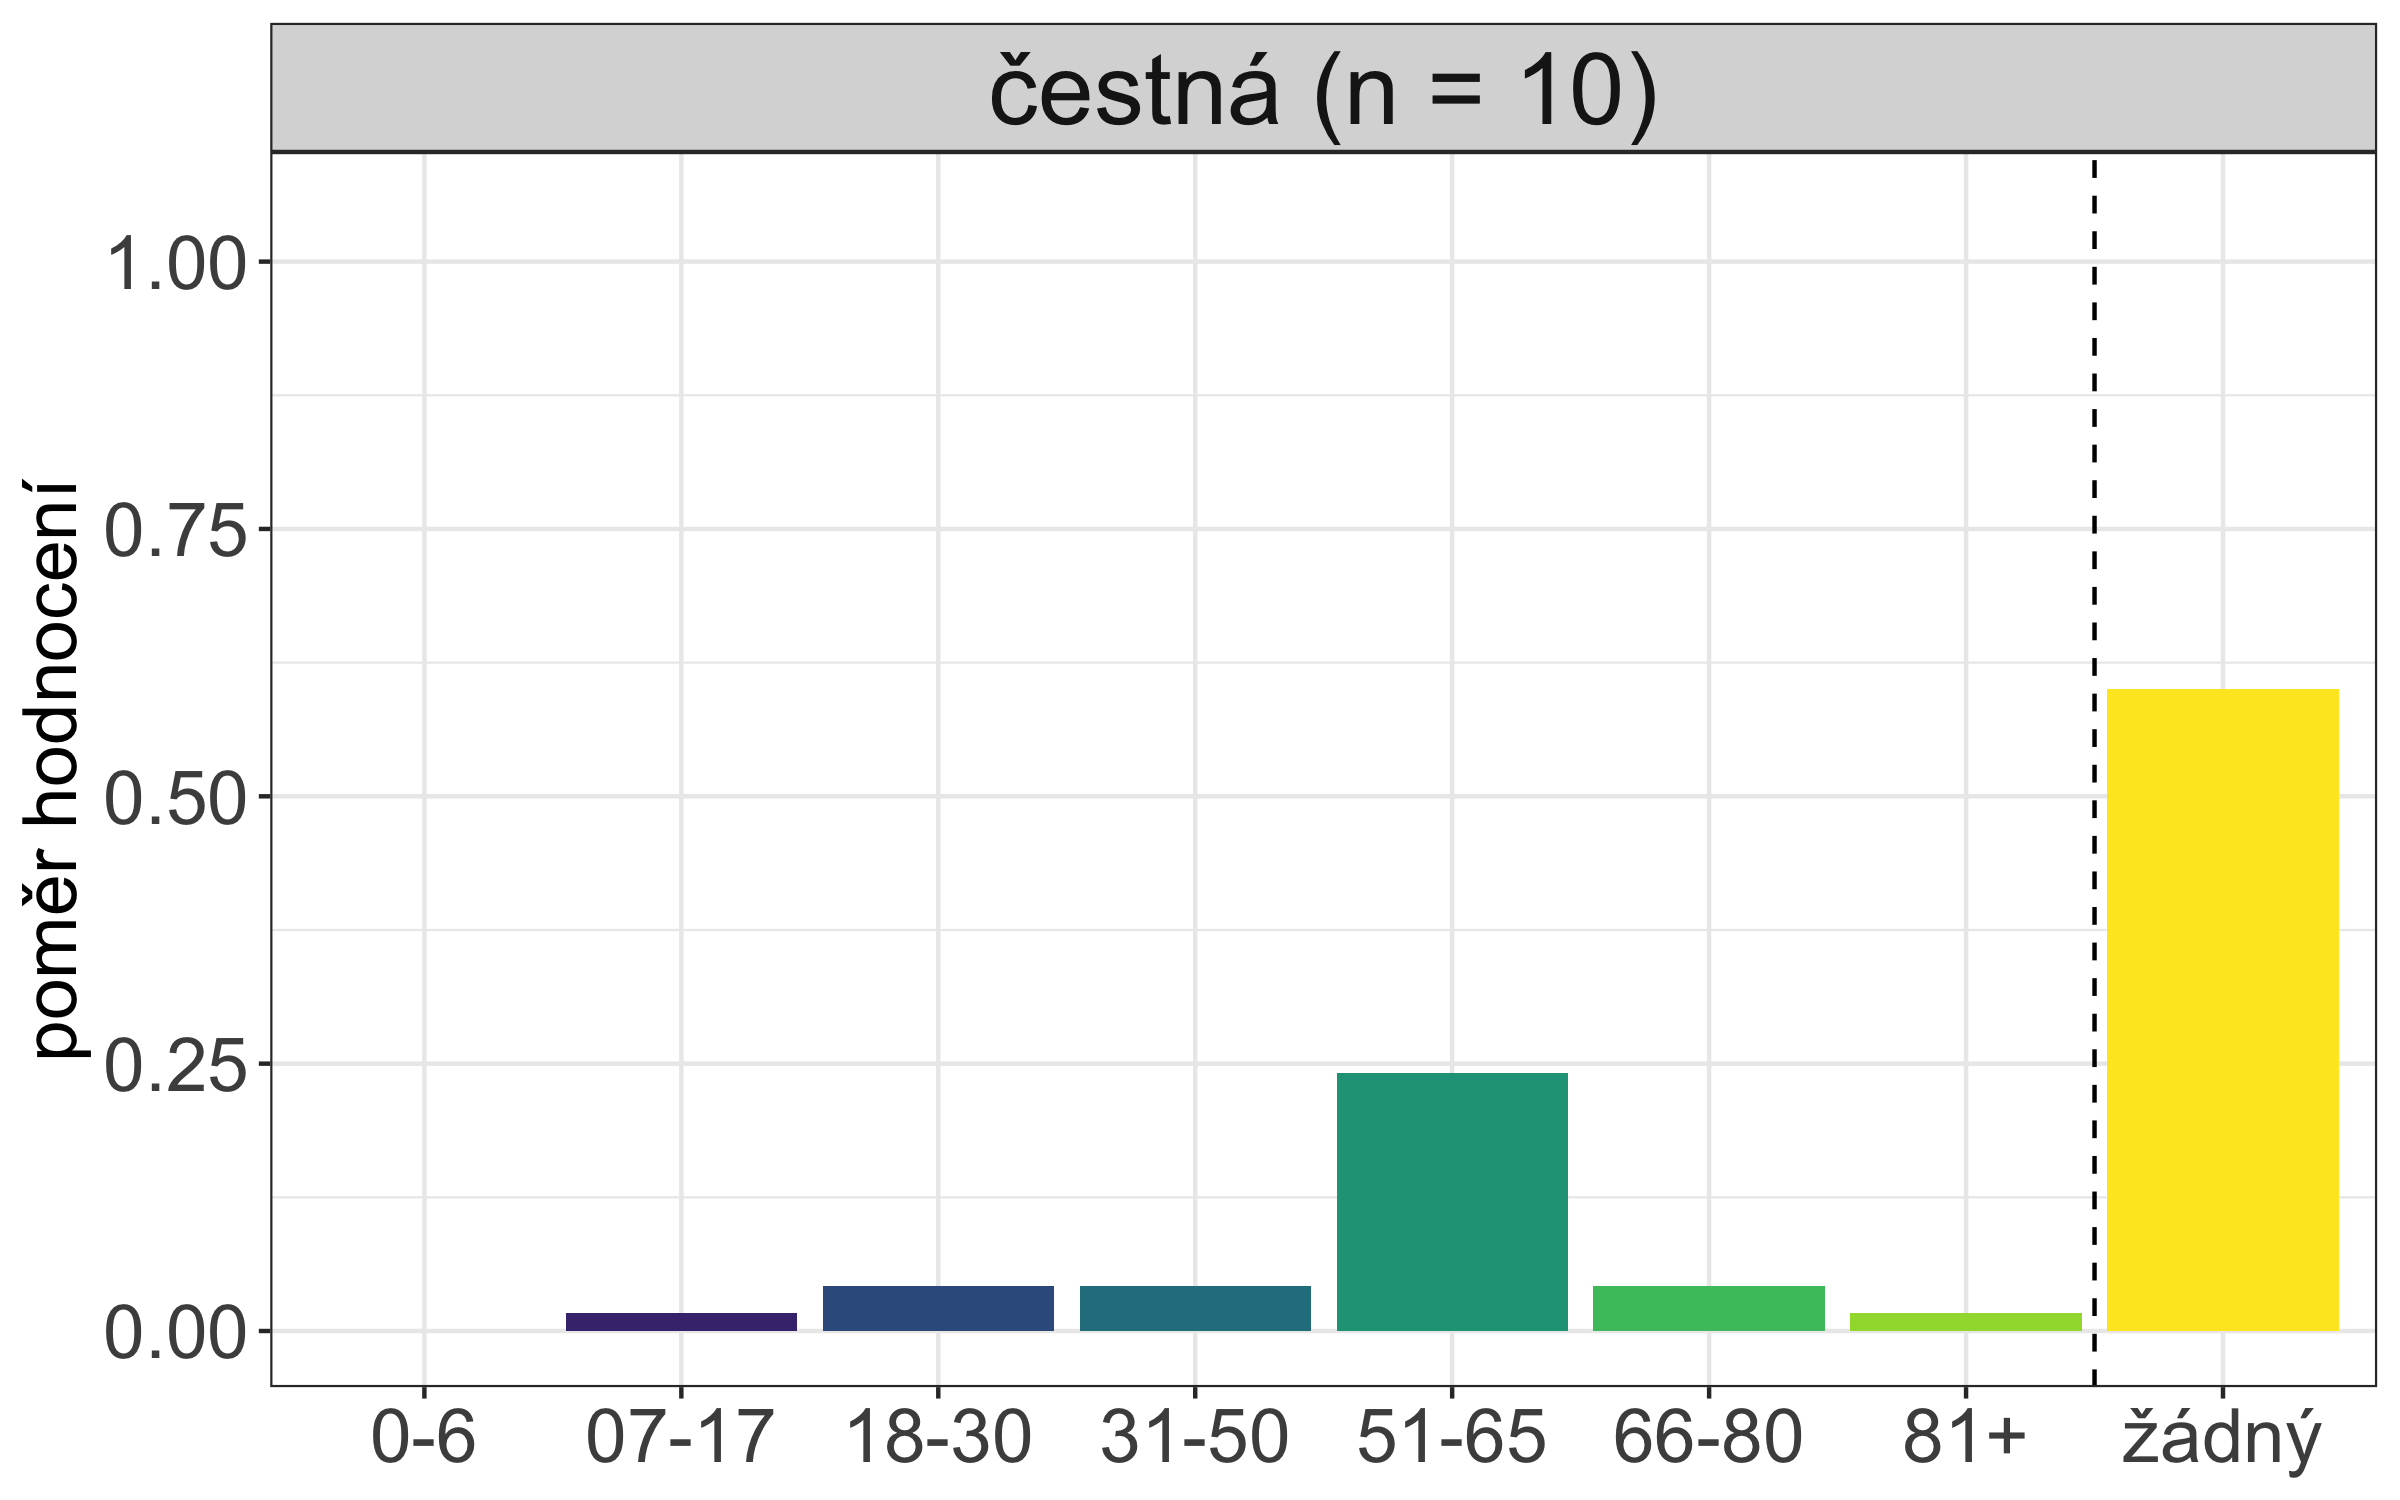 čestná (n = 10)
poměr hodnocení
1.00
0.75
0.50
0.25
0.00
0-6 07-17 18-30 31-50 51-65 66-80 81+ žádný